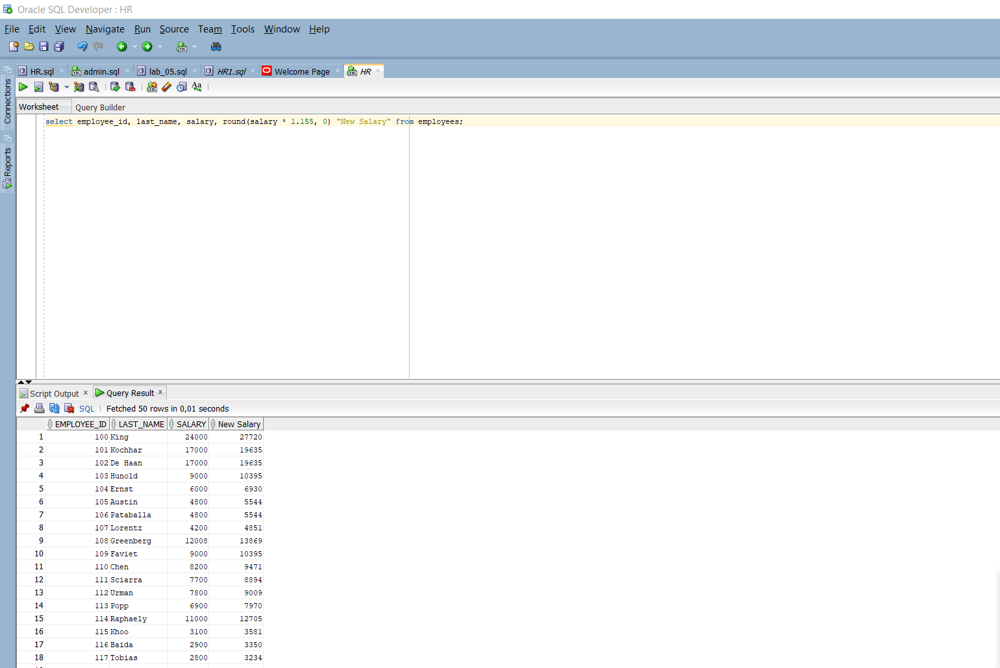 Oracle SQL Developer : HR
File Edit View Navigate Run Source Team Tools Window Help
HR.sql admin.sql lab_05.sql HR1.sql Welcome Page HR
Connections
Reports
Worksheet Query Builder
select employee_id, last_name, salary, round(salary * 1.155, 0) "New Salary" from employees;
Script Output x Query Result x
SQL Fetched 50 rows in 0,01 seconds
EMPLOYEE_ID LAST_NAME SALARY New Salary
1 100 King 24000 27720
2 101 Kochhar 17000 19635
3 102 De Haan 17000 19635
4 103 Hunold 9000 10395
5 104 Ernst 6000 6930
6 105 Austin 4800 5544
7 106 Pataballa 4800 5544
8 107 Lorentz 4200 4851
9 108 Greenberg 12008 13869
10 109 Faviet 9000 10395
11 110 Chen 8200 9471
12 111 Sciarra 7700 8894
13 112 Urman 7800 9009
14 113 Popp 6900 7970
15 114 Raphaely 11000 12705
16 115 Khoo 3100 3581
17 116 Baida 2900 3350
18 117 Tobias 2800 3234